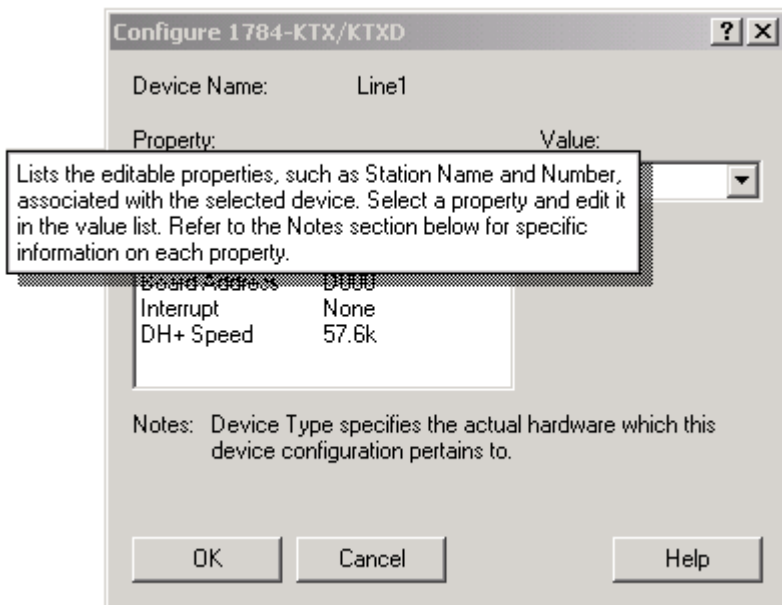 Configure 1784-KTX/KTXD
Device Name: Line1
Property: Value:
Lists the editable properties, such as Station Name and Number,
associated with the selected device. Select a property and edit it
in the value list. Refer to the Notes section below for specific
information on each property.
Board Address D000
Interrupt None
DH+ Speed 57.6k
Notes: Device Type specifies the actual hardware which this
device configuration pertains to.
OK Cancel Help